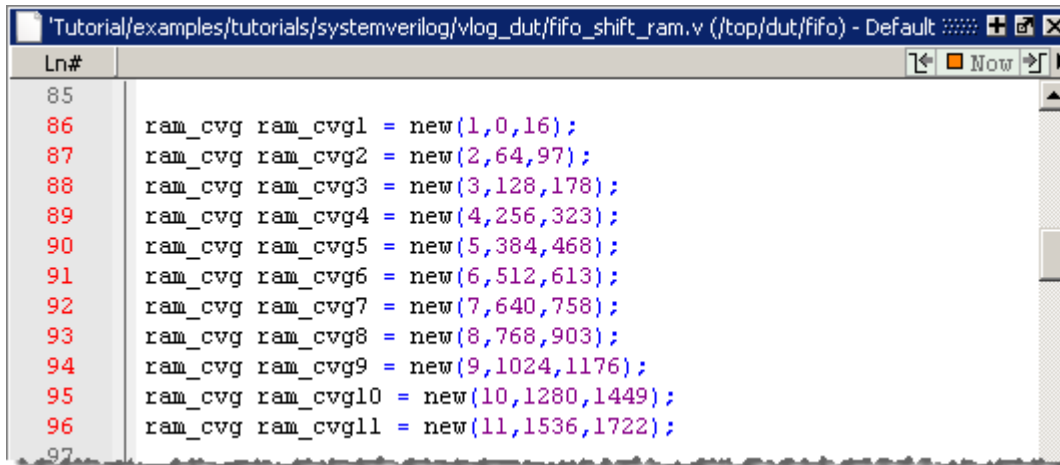 'Tutorial/examples/tutorials/systemverilog/vlog_dut/fifo_shift_ram.v (/top/dut/fifo) - Default
Ln# Now
85
86 ram_cvg ram_cvg1 = new(1,0,16);
87 ram_cvg ram_cvg2 = new(2,64,97);
88 ram_cvg ram_cvg3 = new(3,128,178);
89 ram_cvg ram_cvg4 = new(4,256,323);
90 ram_cvg ram_cvg5 = new(5,384,468);
91 ram_cvg ram_cvg6 = new(6,512,613);
92 ram_cvg ram_cvg7 = new(7,640,758);
93 ram_cvg ram_cvg8 = new(8,768,903);
94 ram_cvg ram_cvg9 = new(9,1024,1176);
95 ram_cvg ram_cvg10 = new(10,1280,1449);
96 ram_cvg ram_cvg11 = new(11,1536,1722);
97